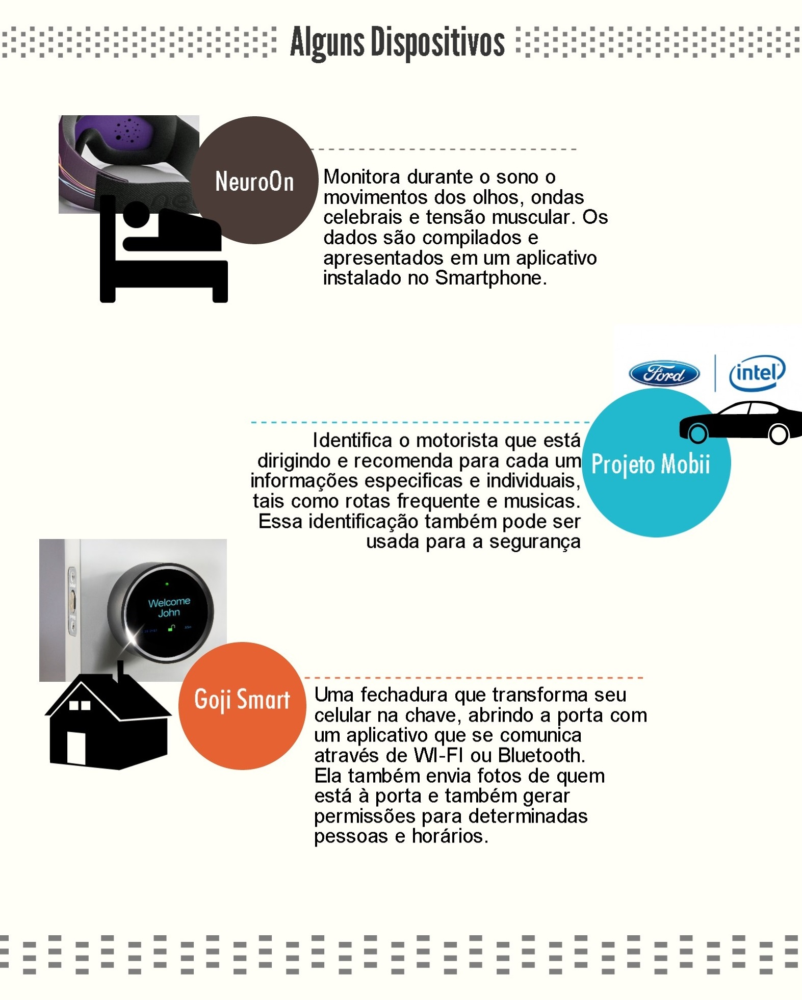 Alguns Dispositivos
NeuroOn
Monitora durante o sono o
movimentos dos olhos, ondas
celebrais e tensão muscular. Os
dados são compilados e
apresentados em um aplicativo
instalado no Smartphone.
Ford
intel
Projeto Mobii
Identifica o motorista que está
dirigindo e recomenda para cada um
informações especificas e individuais,
tais como rotas frequente e musicas.
Essa identificação também pode ser
usada para a segurança
Welcome
John
Goji Smart
Uma fechadura que transforma seu
celular na chave, abrindo a porta com
um aplicativo que se comunica
através de WI-FI ou Bluetooth.
Ela também envia fotos de quem
está à porta e também gerar
permissões para determinadas
pessoas e horários.